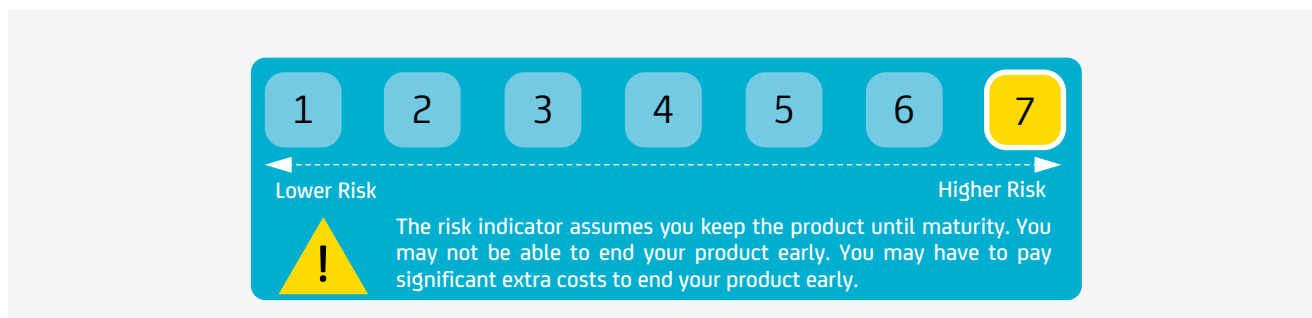 1 2 3 4 5 6 7
Lower Risk Higher Risk
The risk indicator assumes you keep the product until maturity. You
! may not be able to end your product early. You may have to pay
significant extra costs to end your product early.